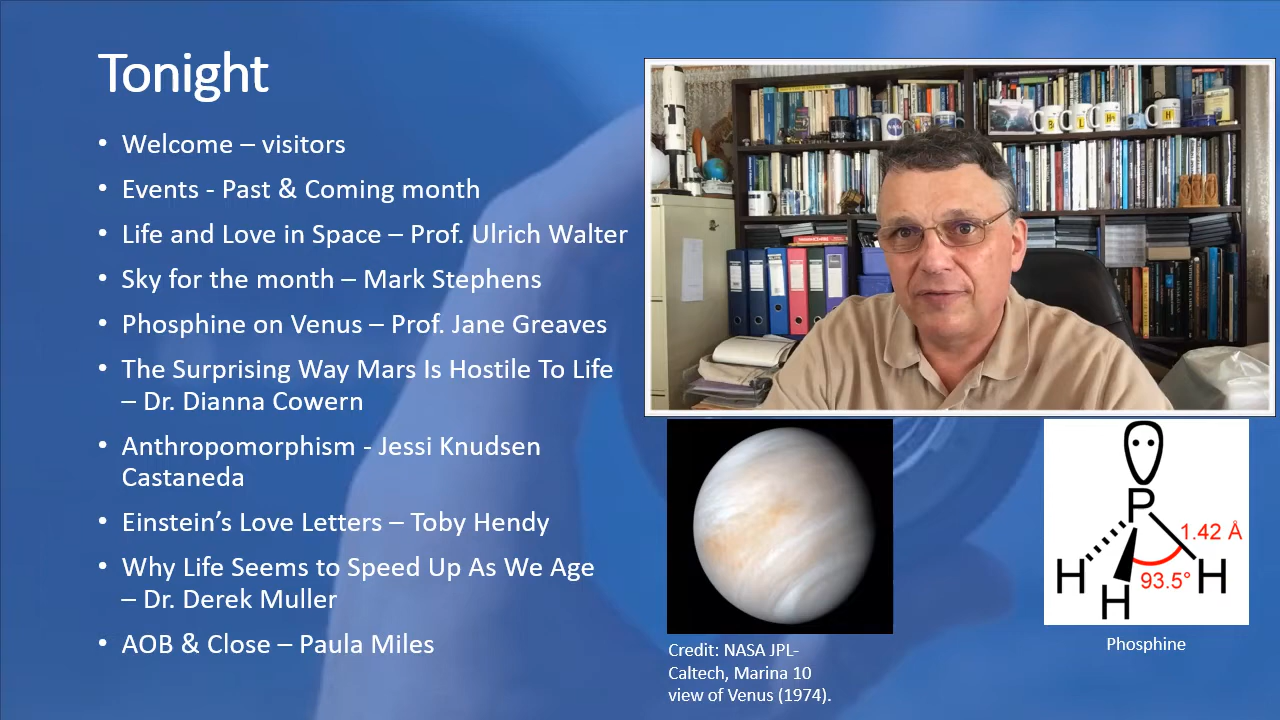 Tonight
• Welcome – visitors
• Events - Past & Coming month
• Life and Love in Space – Prof. Ulrich Walter
• Sky for the month – Mark Stephens
• Phosphine on Venus – Prof. Jane Greaves
• The Surprising Way Mars Is Hostile To Life
– Dr. Dianna Cowern
• Anthropomorphism - Jessi Knudsen
Castaneda
• Einstein’s Love Letters – Toby Hendy
• Why Life Seems to Speed Up As We Age
– Dr. Derek Muller
• AOB & Close – Paula Miles
Credit: NASA JPL-
Caltech, Marina 10
view of Venus (1974).
P
1.42 Å
H
93.5°
H
H
Phosphine